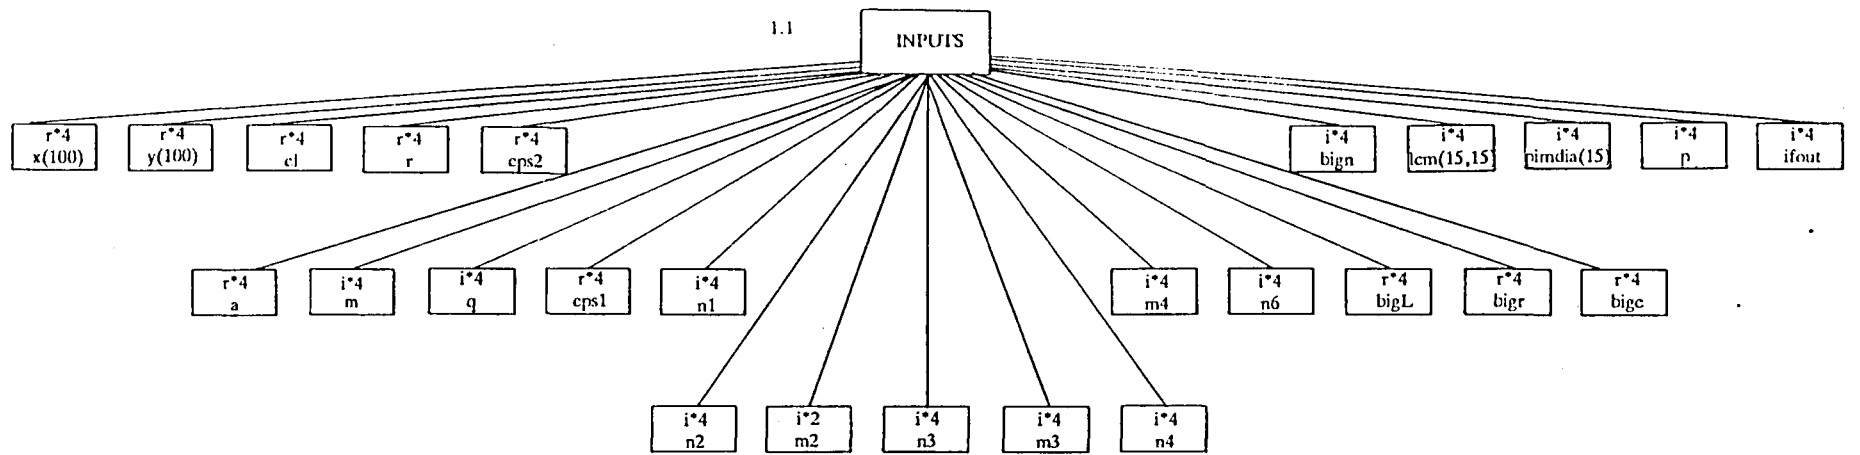 1.1
INPUTS
r*4
x(100)
r*4
y(100)
r*4
cl
r*4
r
r*4
eps2
i*4
bign
i*4
lcm(15,15)
i*4
nimdia(15)
i*4
p
i*4
ifout
r*4
a
i*4
m
i*4
q
r*4
eps1
i*4
n1
i*4
m4
i*4
n6
r*4
bigL
r*4
bigr
r*4
bigc
i*4
n2
i*2
m2
i*4
n3
i*4
m3
i*4
n4